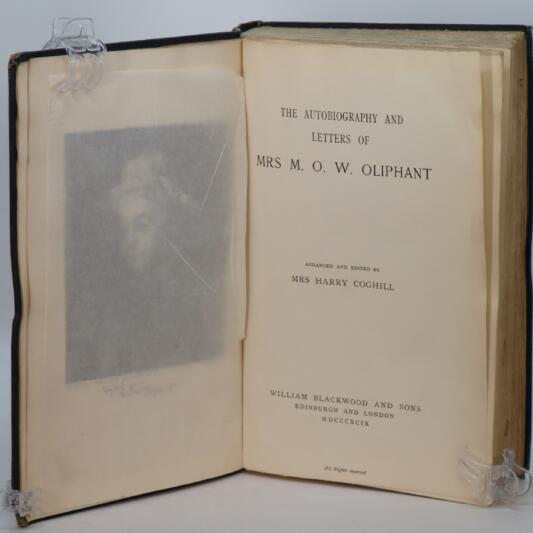 THE AUTOBIOGRAPHY AND
LETTERS OF
MRS M. O. W. OLIPHANT
ARRANGED AND EDITED BY
MRS HARRY COGHILL
WILLIAM BLACKWOOD AND SONS
EDINBURGH AND LONDON
MDCCCXCIX
All Rights reserved